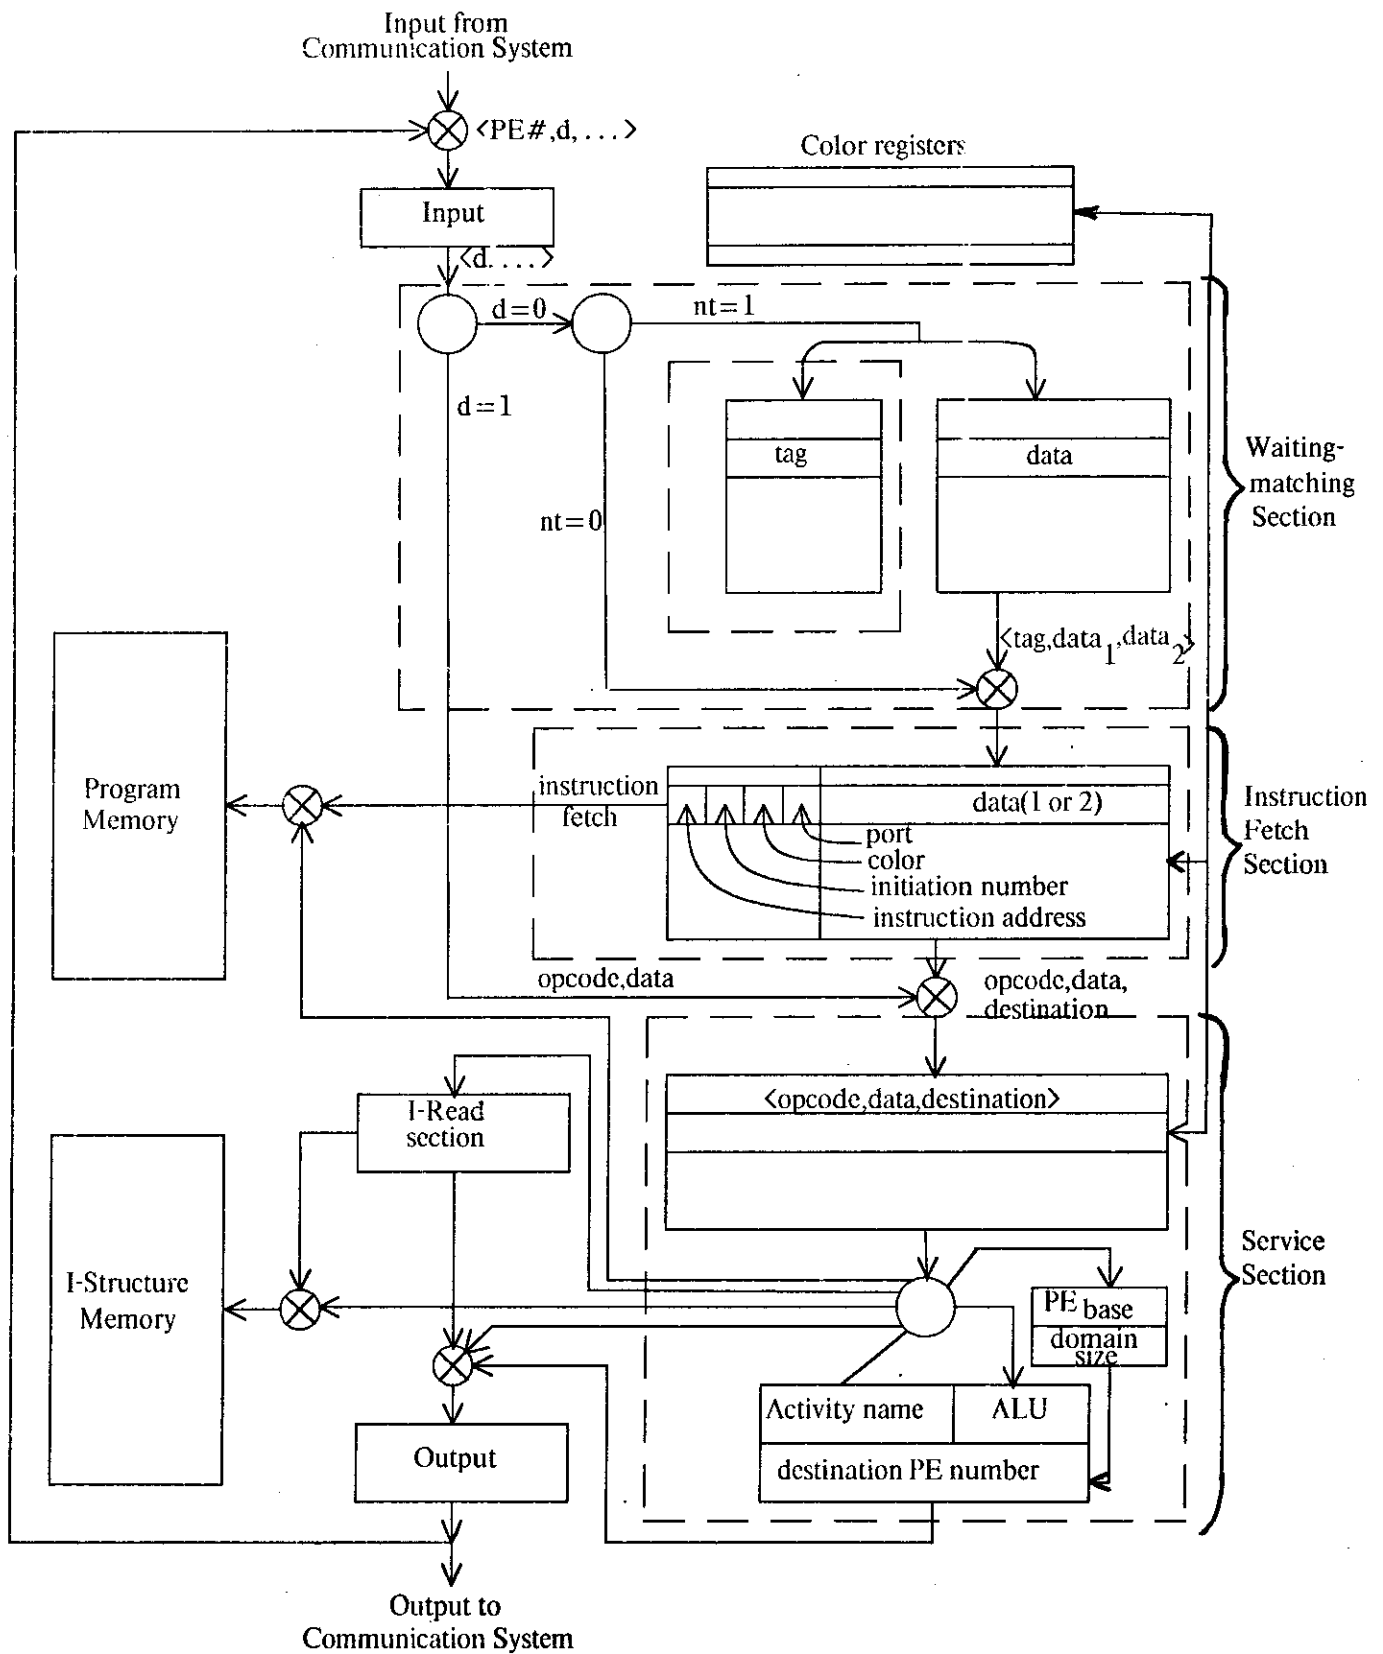 Input from
Communication System
<PE#,d, . . . >
Color registers
Input
<d. . . . >
d=0
nt=1
d=1
tag
data
Waiting-
matching
Section
nt=0
<tag,data1,data2>
Program
Memory
instruction
fetch
data(1 or 2)
port
color
initiation number
instruction address
Instruction
Fetch
Section
opcode,data
opcode,data,
destination
<opcode,data,destination>
I-Read
section
I-Structure
Memory
Service
Section
PE base
domain
size
Activity name
ALU
destination PE number
Output
Output to
Communication System